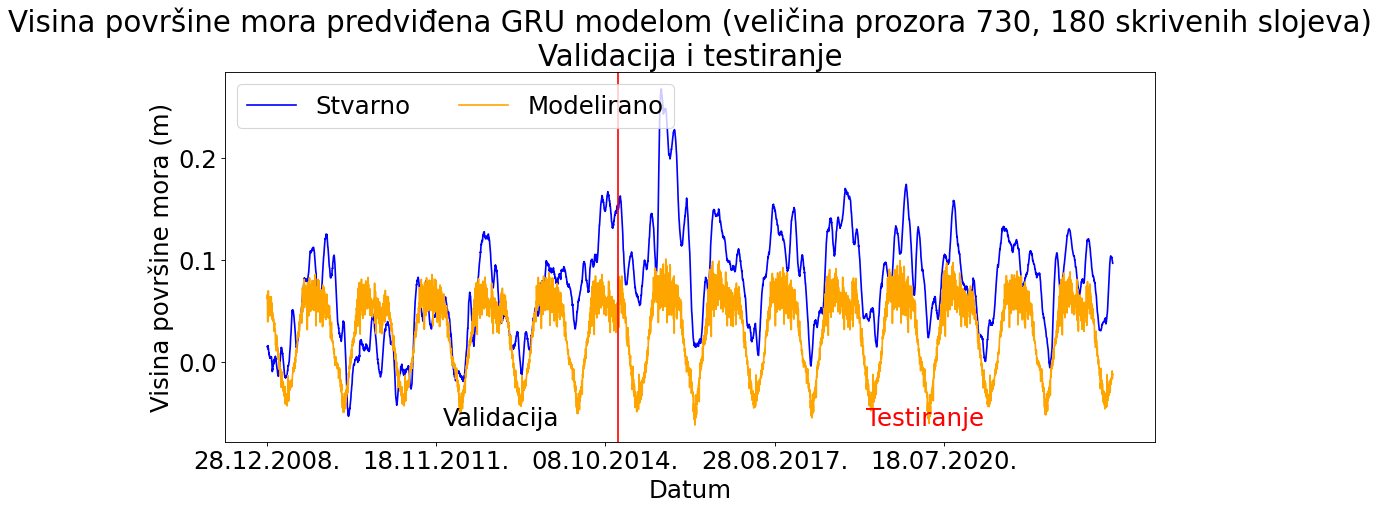 Visina površine mora predviđena GRU modelom (veličina prozora 730, 180 skrivenih slojeva)
Validacija i testiranje
Stvarno
Modelirano
Visina površine mora (m)
0.2
0.1
0.0
Validacija
Testiranje
28.12.2008.
18.11.2011.
08.10.2014.
28.08.2017.
18.07.2020.
Datum